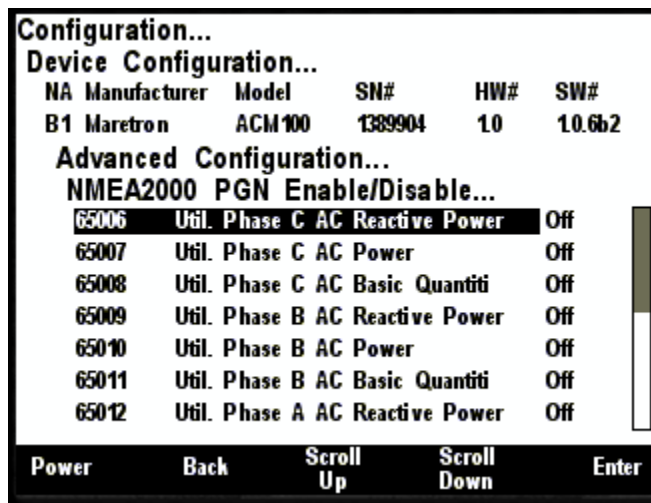 Configuration...
Device Configuration...
NA Manufacturer Model SN# HW# SW#
B1 Maretron ACM100 1389904 1.0 1.0.6b2
Advanced Configuration...
NMEA2000 PGN Enable/Disable...
65006 Util. Phase C AC Reactive Power Off
65007 Util. Phase C AC Power Off
65008 Util. Phase C AC Basic Quantiti Off
65009 Util. Phase B AC Reactive Power Off
65010 Util. Phase B AC Power Off
65011 Util. Phase B AC Basic Quantiti Off
65012 Util. Phase A AC Reactive Power Off
Power Back Scroll Up Scroll Down Enter